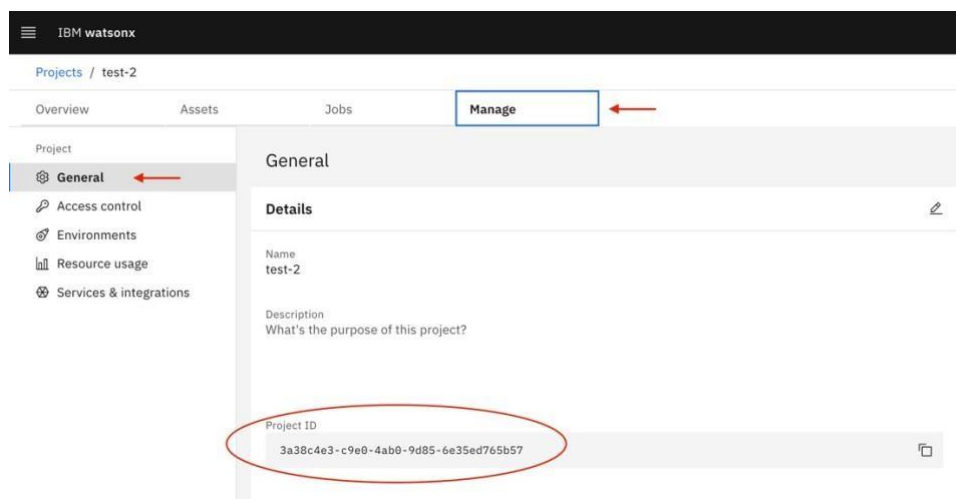 IBM watsonx
Projects / test-2
Overview Assets Jobs Manage
Project
General
Access control
Environments
Resource usage
Services & integrations
General
Details
Name
test-2
Description
What's the purpose of this project?
Project ID
3a38c4e3-c9e0-4ab0-9d85-6e35ed765b57